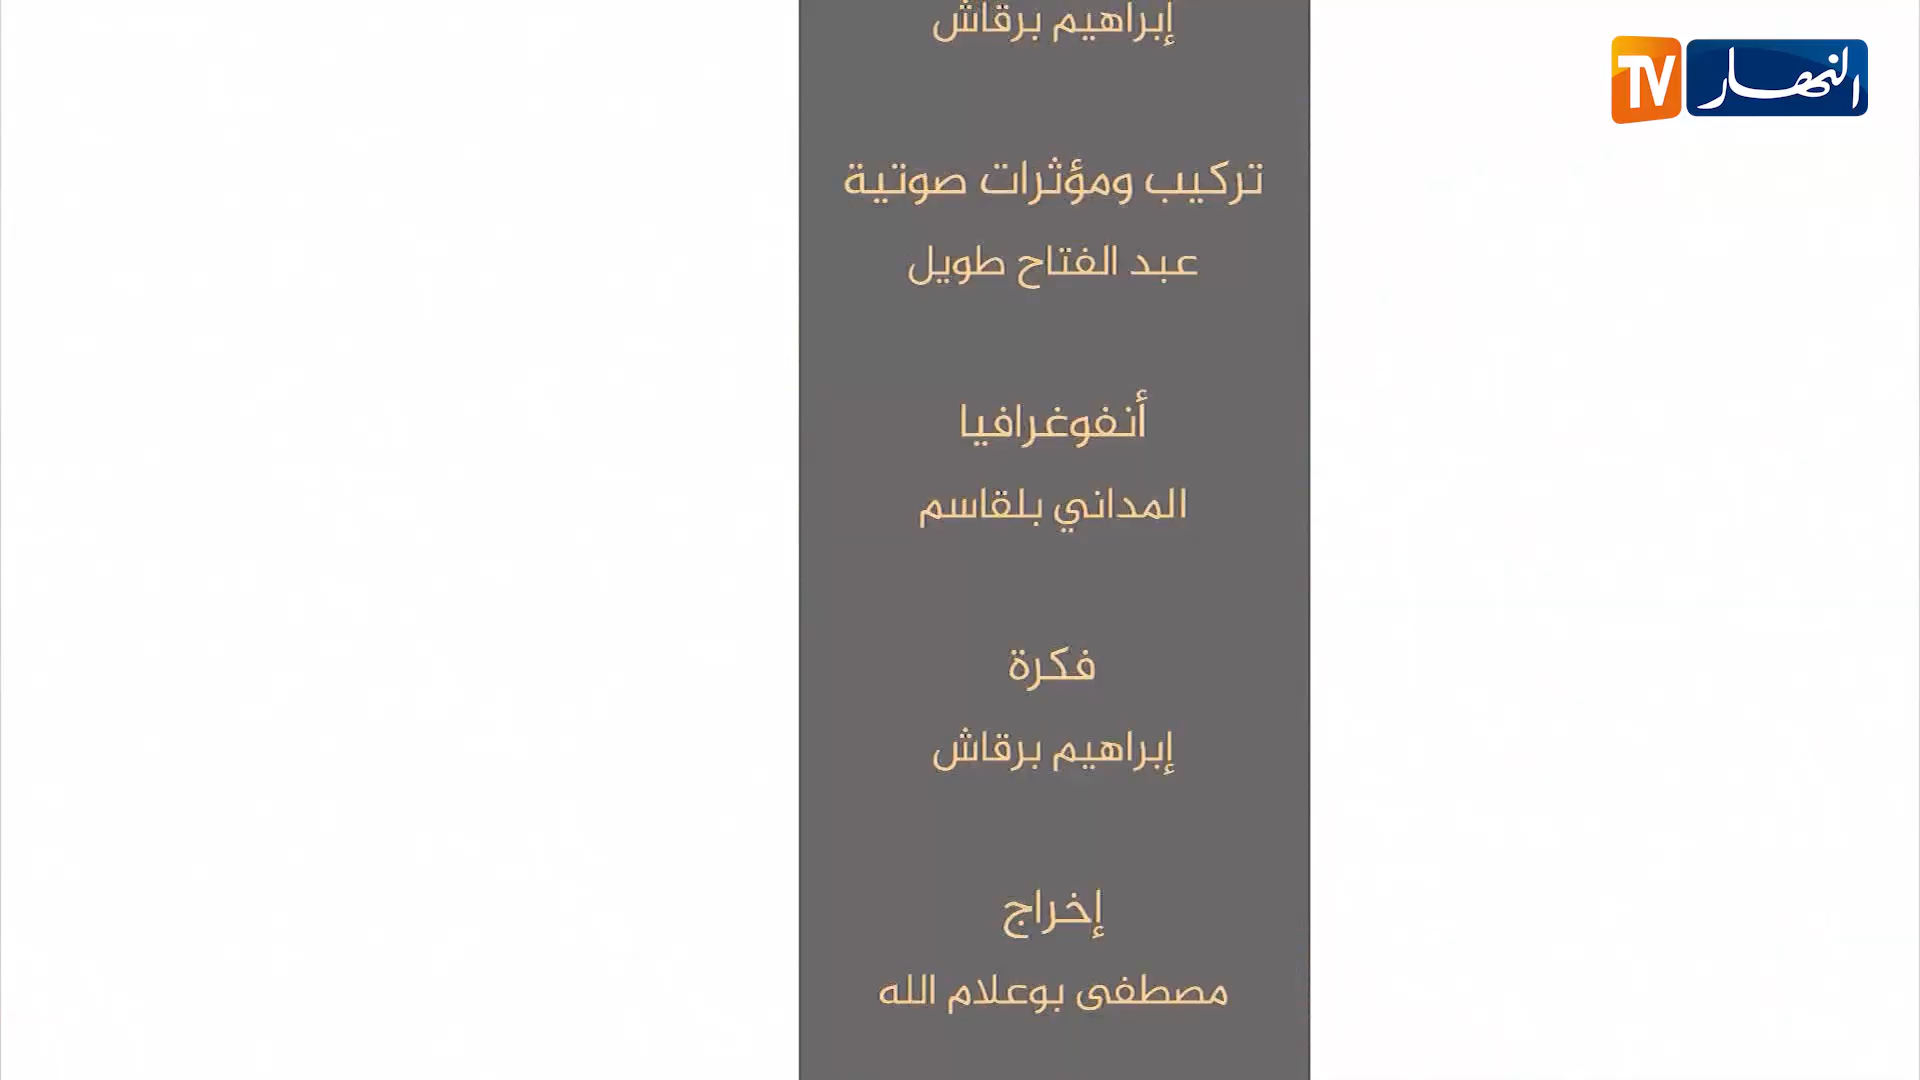 إبراهيم برقاش
النهار TV
تركيب ومؤثرات صوتية
عبد الفتاح طويل
أنفوغرافيا
المداني بلقاسم
فكرة
إبراهيم برقاش
إخراج
مصطفى بوعلام الله